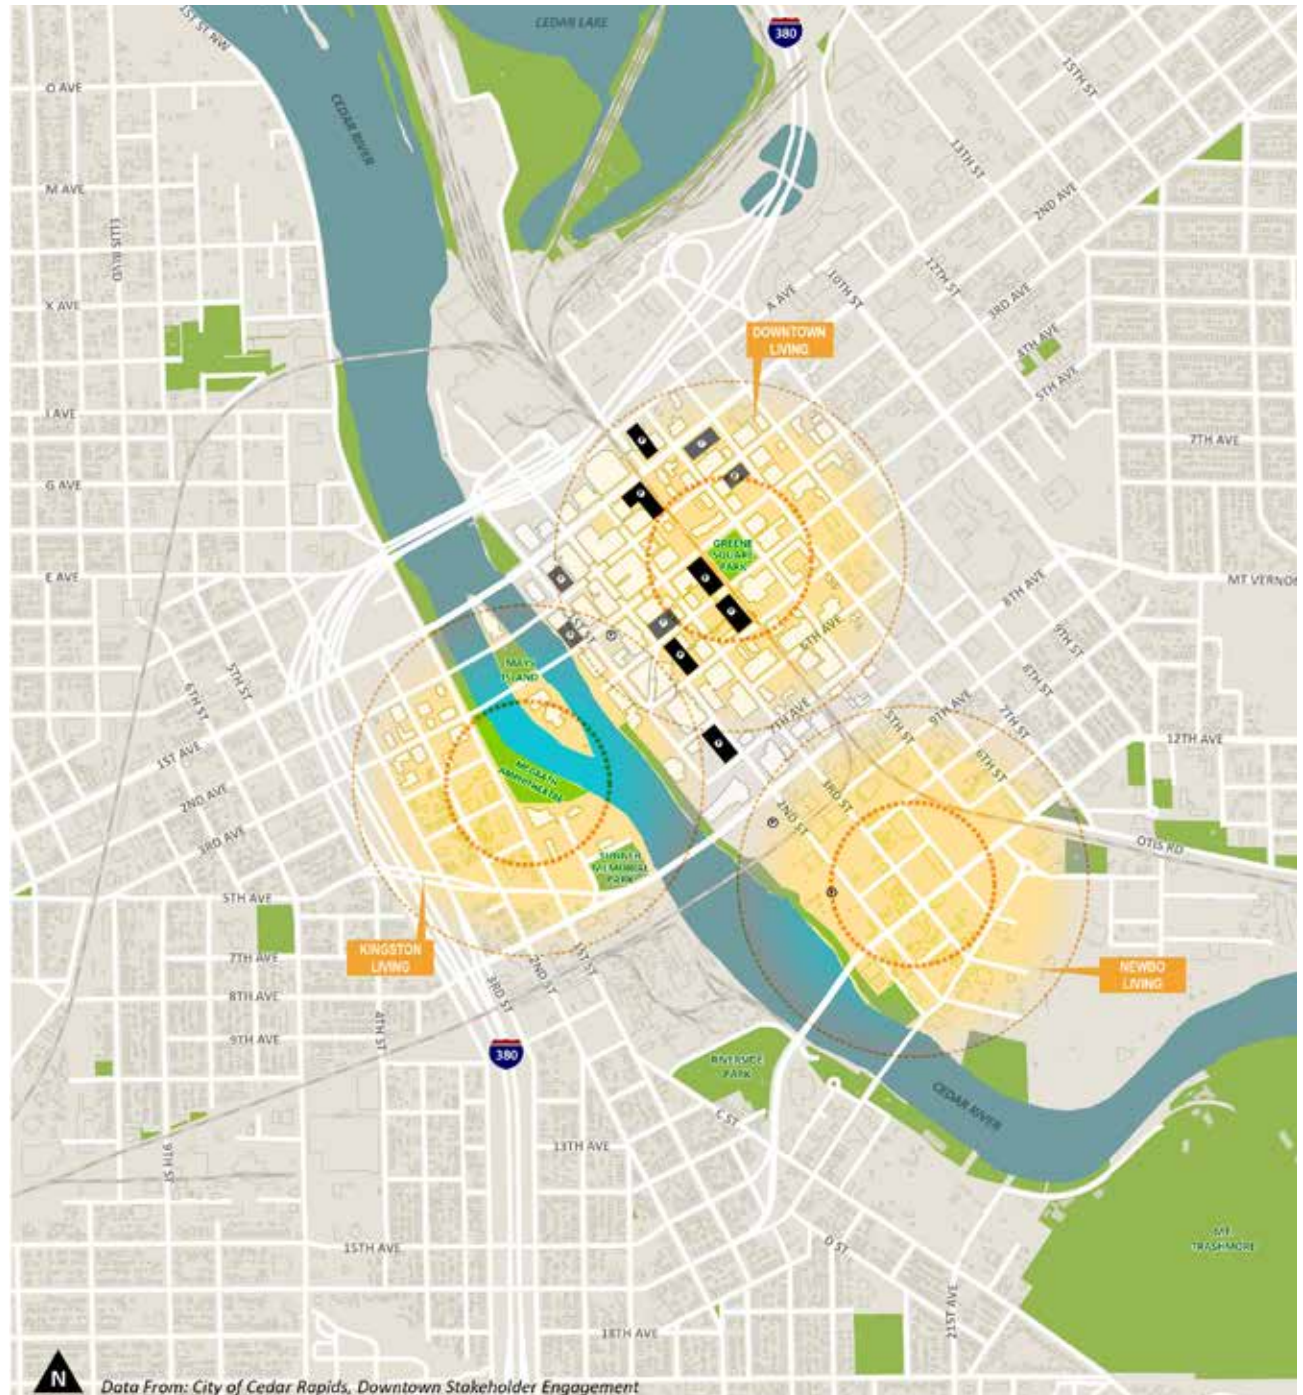 CEDAR LAKE
1ST ST NW
380
15TH ST
O AVE
CEDAR RIVER
13TH ST
M AVE
2ND AVE
ELLIS BLVD
12TH ST
10TH ST
A AVE
3RD AVE
K AVE
DOWNTOWN
LIVING
4TH AVE
5TH AVE
I AVE
7TH AVE
G AVE
GREENE
SQUARE
PARK
E AVE
MT VERNON
8TH AVE
1ST ST
6TH AVE
9TH ST
MAYS
ISLAND
8TH ST
5TH ST
6TH ST
7TH AVE
5TH ST
9TH AVE
7TH ST
1ST AVE
12TH AVE
6TH ST
MCGRATH
AMPHITHEATRE
2ND AVE
3RD ST
2ND ST
3RD AVE
OTIS RD
SUNNER
MEMORIAL
PARK
5TH AVE
KINGSTON
LIVING
7TH AVE
1ST ST
2ND ST
3RD ST
NEWBO
LIVING
8TH AVE
4TH ST
9TH AVE
380
RIVERSIDE
PARK
CEDAR RIVER
C ST
13TH AVE
9TH ST
15TH AVE
D ST
MT
TRASHMORE
21ST AVE
18TH AVE
N
Data From: City of Cedar Rapids, Downtown Stakeholder Engagement